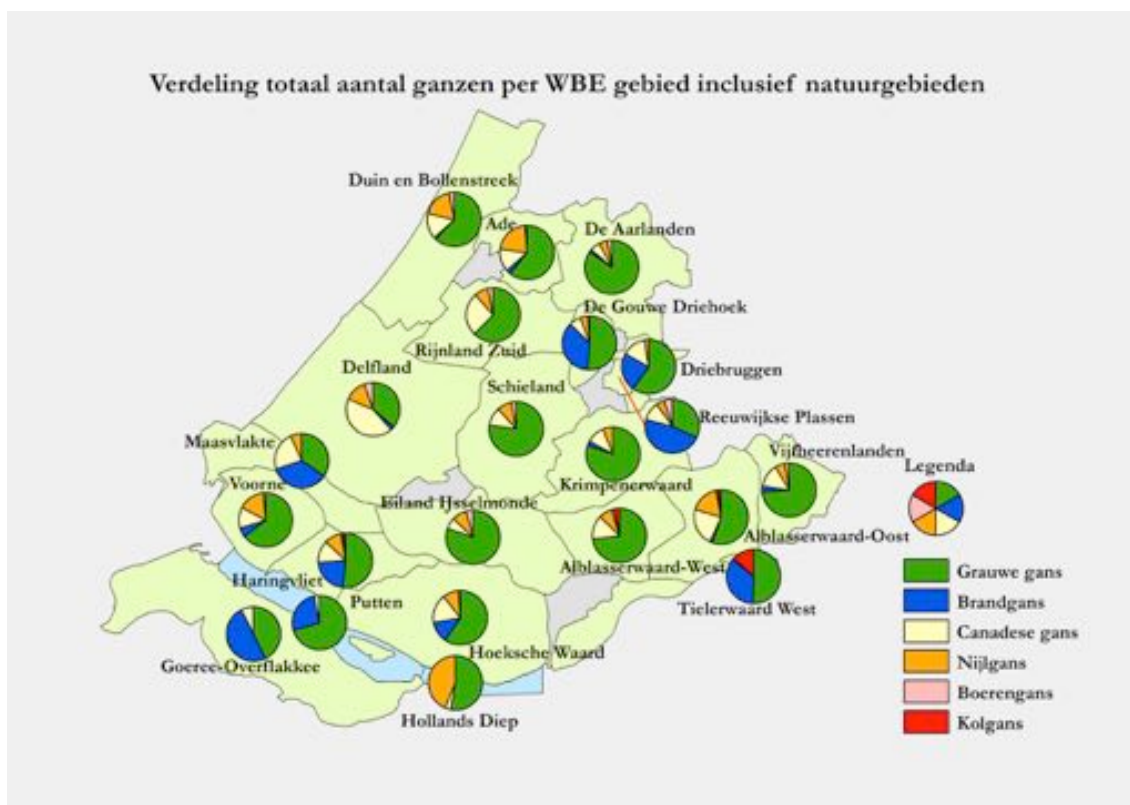 Verdeling totaal aantal ganzen per WBE gebied inclusief natuurgebieden
Duin en Bollenstreek
Ade
De Aarlanden
De Gouwe Driehoek
Rijnland Zuid
Delfland
Schieland
Driebruggen
Reeuwijkse Plassen
Maasvlakte
Vijfheerenlanden
Legenda
Krimpenerwaard
Voorne
Eiland IJsselmonde
Alblasserwaard-Oost
Alblasserwaard-West
Haringvliet
Putten
Tielerwaard West
Goeree-Overflakkee
Hoeksche Waard
Hollands Diep
Grauwe gans
Brandgans
Canadese gans
Nijlgans
Boerengans
Kolgans